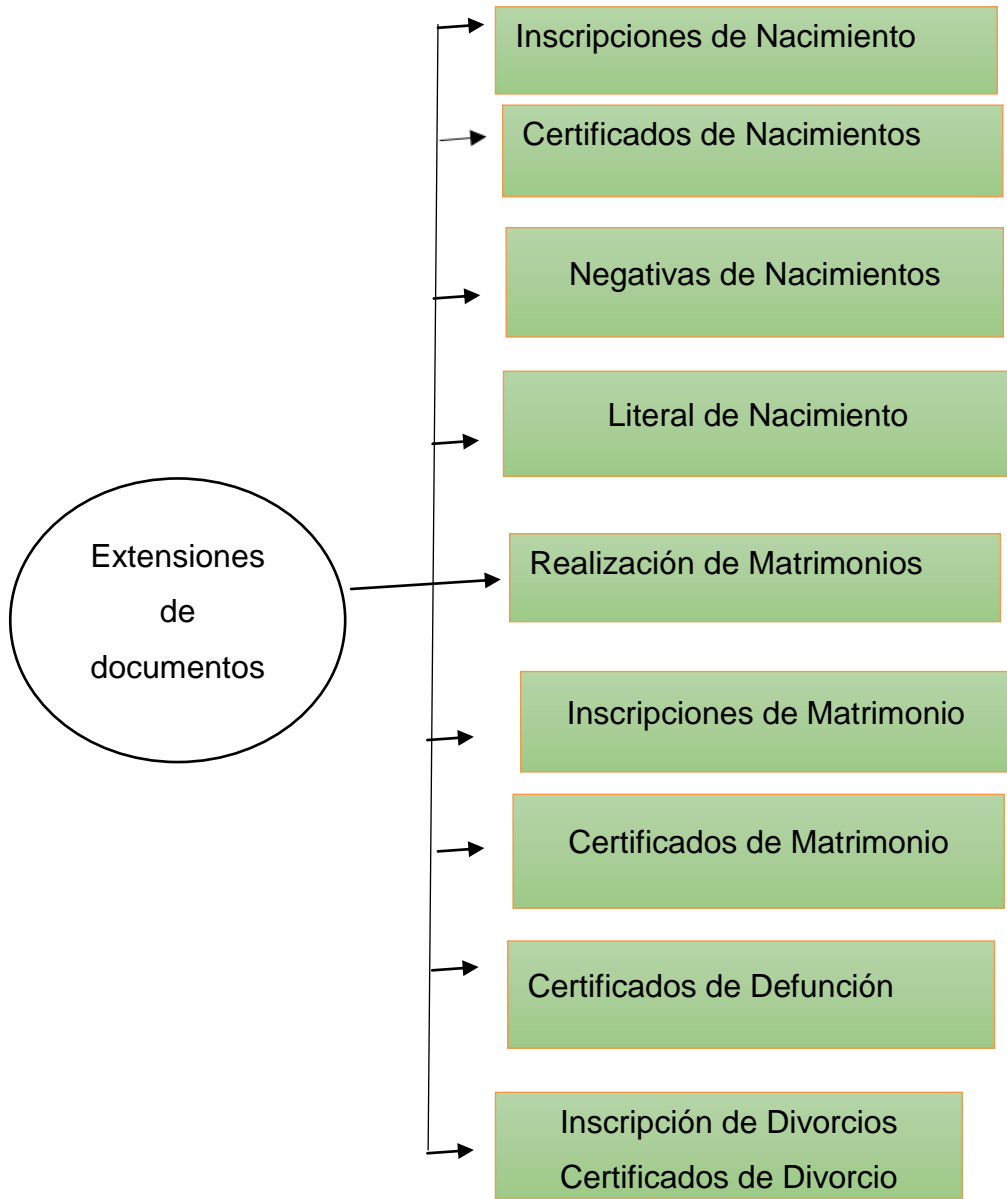 Inscripciones de Nacimiento
Certificados de Nacimientos
Negativas de Nacimientos
Literal de Nacimiento
Extensiones
de
documentos
Realización de Matrimonios
Inscripciones de Matrimonio
Certificados de Matrimonio
Certificados de Defunción
Inscripción de Divorcios
Certificados de Divorcio